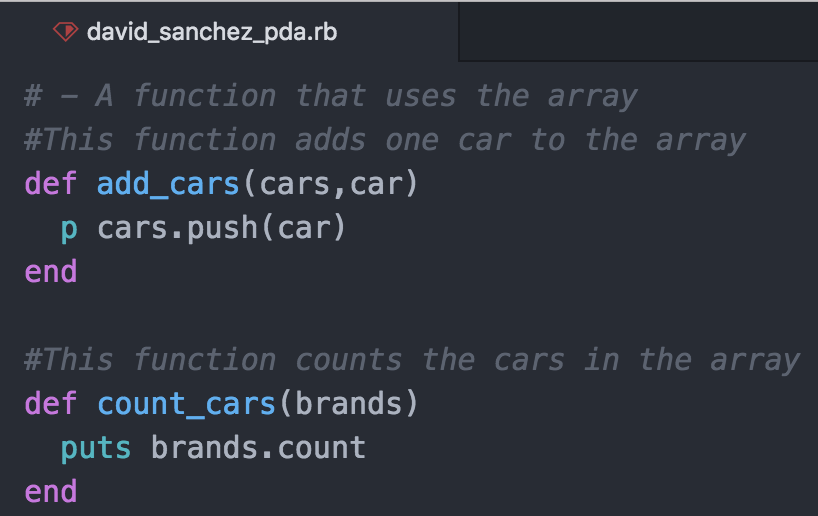 david_sanchez_pda.rb
# - A function that uses the array
#This function adds one car to the array
def add_cars(cars,car)
  p cars.push(car)
end

#This function counts the cars in the array
def count_cars(brands)
  puts brands.count
end